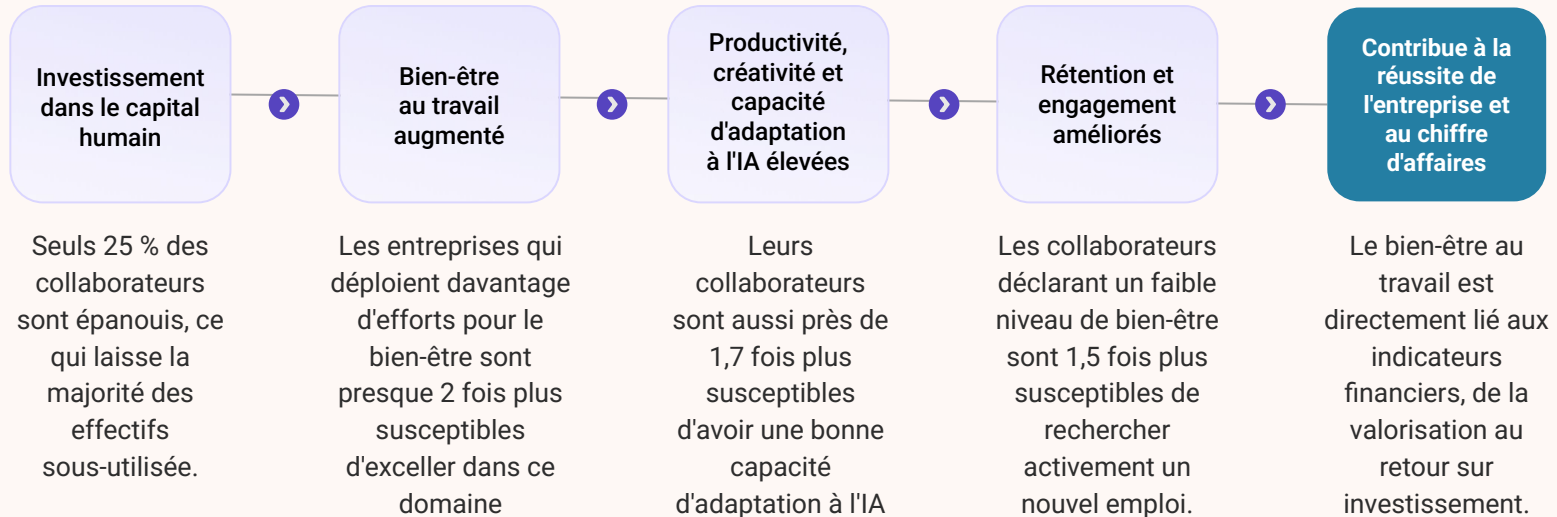 Investissement
dans le capital
humain
Bien-être
au travail
augmenté
Productivité,
créativité et
capacité
d'adaptation
à l'IA élevées
Rétention et
engagement
améliorés
Contribue à la
réussite de
l'entreprise et
au chiffre
d'affaires
Seuls 25 % des
collaborateurs
sont épanouis, ce
qui laisse la
majorité des
effectifs
sous-utilisée.
Les entreprises qui
déploient davantage
d'efforts pour le
bien-être sont
presque 2 fois plus
susceptibles
d'exceller dans ce
domaine
Leurs
collaborateurs
sont aussi près de
1,7 fois plus
susceptibles
d'avoir une bonne
capacité
d'adaptation à l'IA
Les collaborateurs
déclarant un faible
niveau de bien-être
sont 1,5 fois plus
susceptibles de
rechercher
activement un
nouvel emploi.
Le bien-être au
travail est
directement lié aux
indicateurs
financiers, de la
valorisation au
retour sur
investissement.